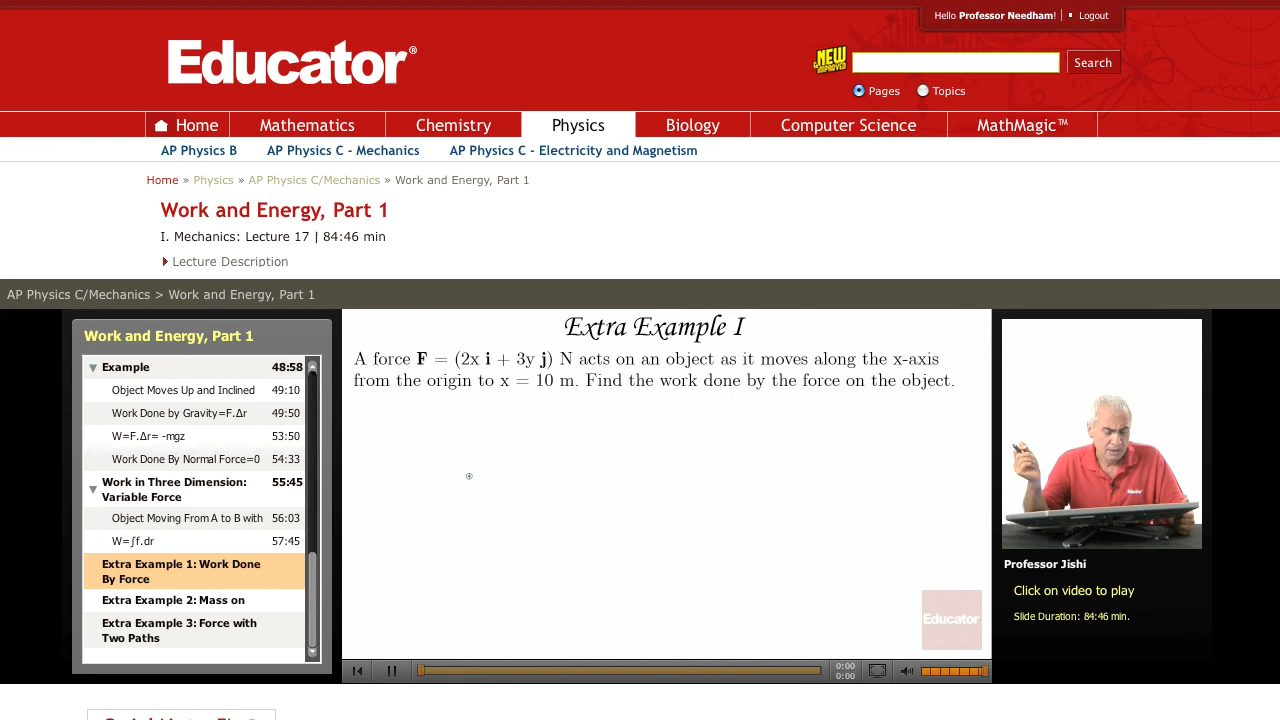 Hello Professor Needham! Logout
Educator®
NEW
& IMPROVED
Search
Pages Topics
Home Mathematics Chemistry Physics Biology Computer Science MathMagic™
AP Physics B AP Physics C - Mechanics AP Physics C - Electricity and Magnetism
Home » Physics » AP Physics C/Mechanics » Work and Energy, Part 1
Work and Energy, Part 1
I. Mechanics: Lecture 17 | 84:46 min
Lecture Description
AP Physics C/Mechanics > Work and Energy, Part 1
Work and Energy, Part 1
Example 48:58
Object Moves Up and Inclined 49:10
Work Done by Gravity=F.Δr 49:50
W=F.Δr= -mgz 53:50
Work Done By Normal Force=0 54:33
Work in Three Dimension: 55:45
Variable Force
Object Moving From A to B with 56:03
W=∫f.dr 57:45
Extra Example 1: Work Done
By Force
Extra Example 2: Mass on
Extra Example 3: Force with
Two Paths
Extra Example I
A force F = (2x i + 3y j) N acts on an object as it moves along the x-axis
from the origin to x = 10 m. Find the work done by the force on the object.
Educator
0:00
0:00
Professor Jishi
Click on video to play
Slide Duration: 84:46 min.